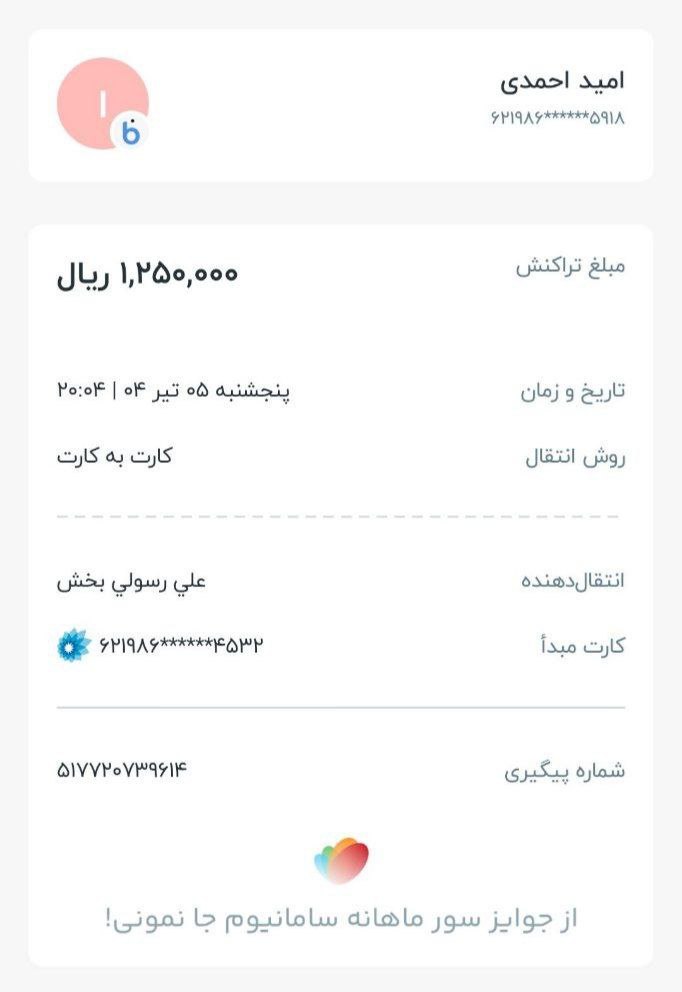 امید احمدی
۶۲۱۹۸۶******۵۹۱۸
ا
مبلغ تراکنش ۱,۲۵۰,۰۰۰ ریال
تاریخ و زمان پنجشنبه ۰۵ تیر ۰۴ | ۲۰:۰۴
روش انتقال کارت به کارت
انتقال‌دهنده علي رسولي بخش
کارت مبدأ ۶۲۱۹۸۶******۴۵۳۲
شماره پیگیری ۵۱۷۷۲۰۷۳۹۶۱۴
از جوایز سور ماهانه سامانیوم جا نمونی!